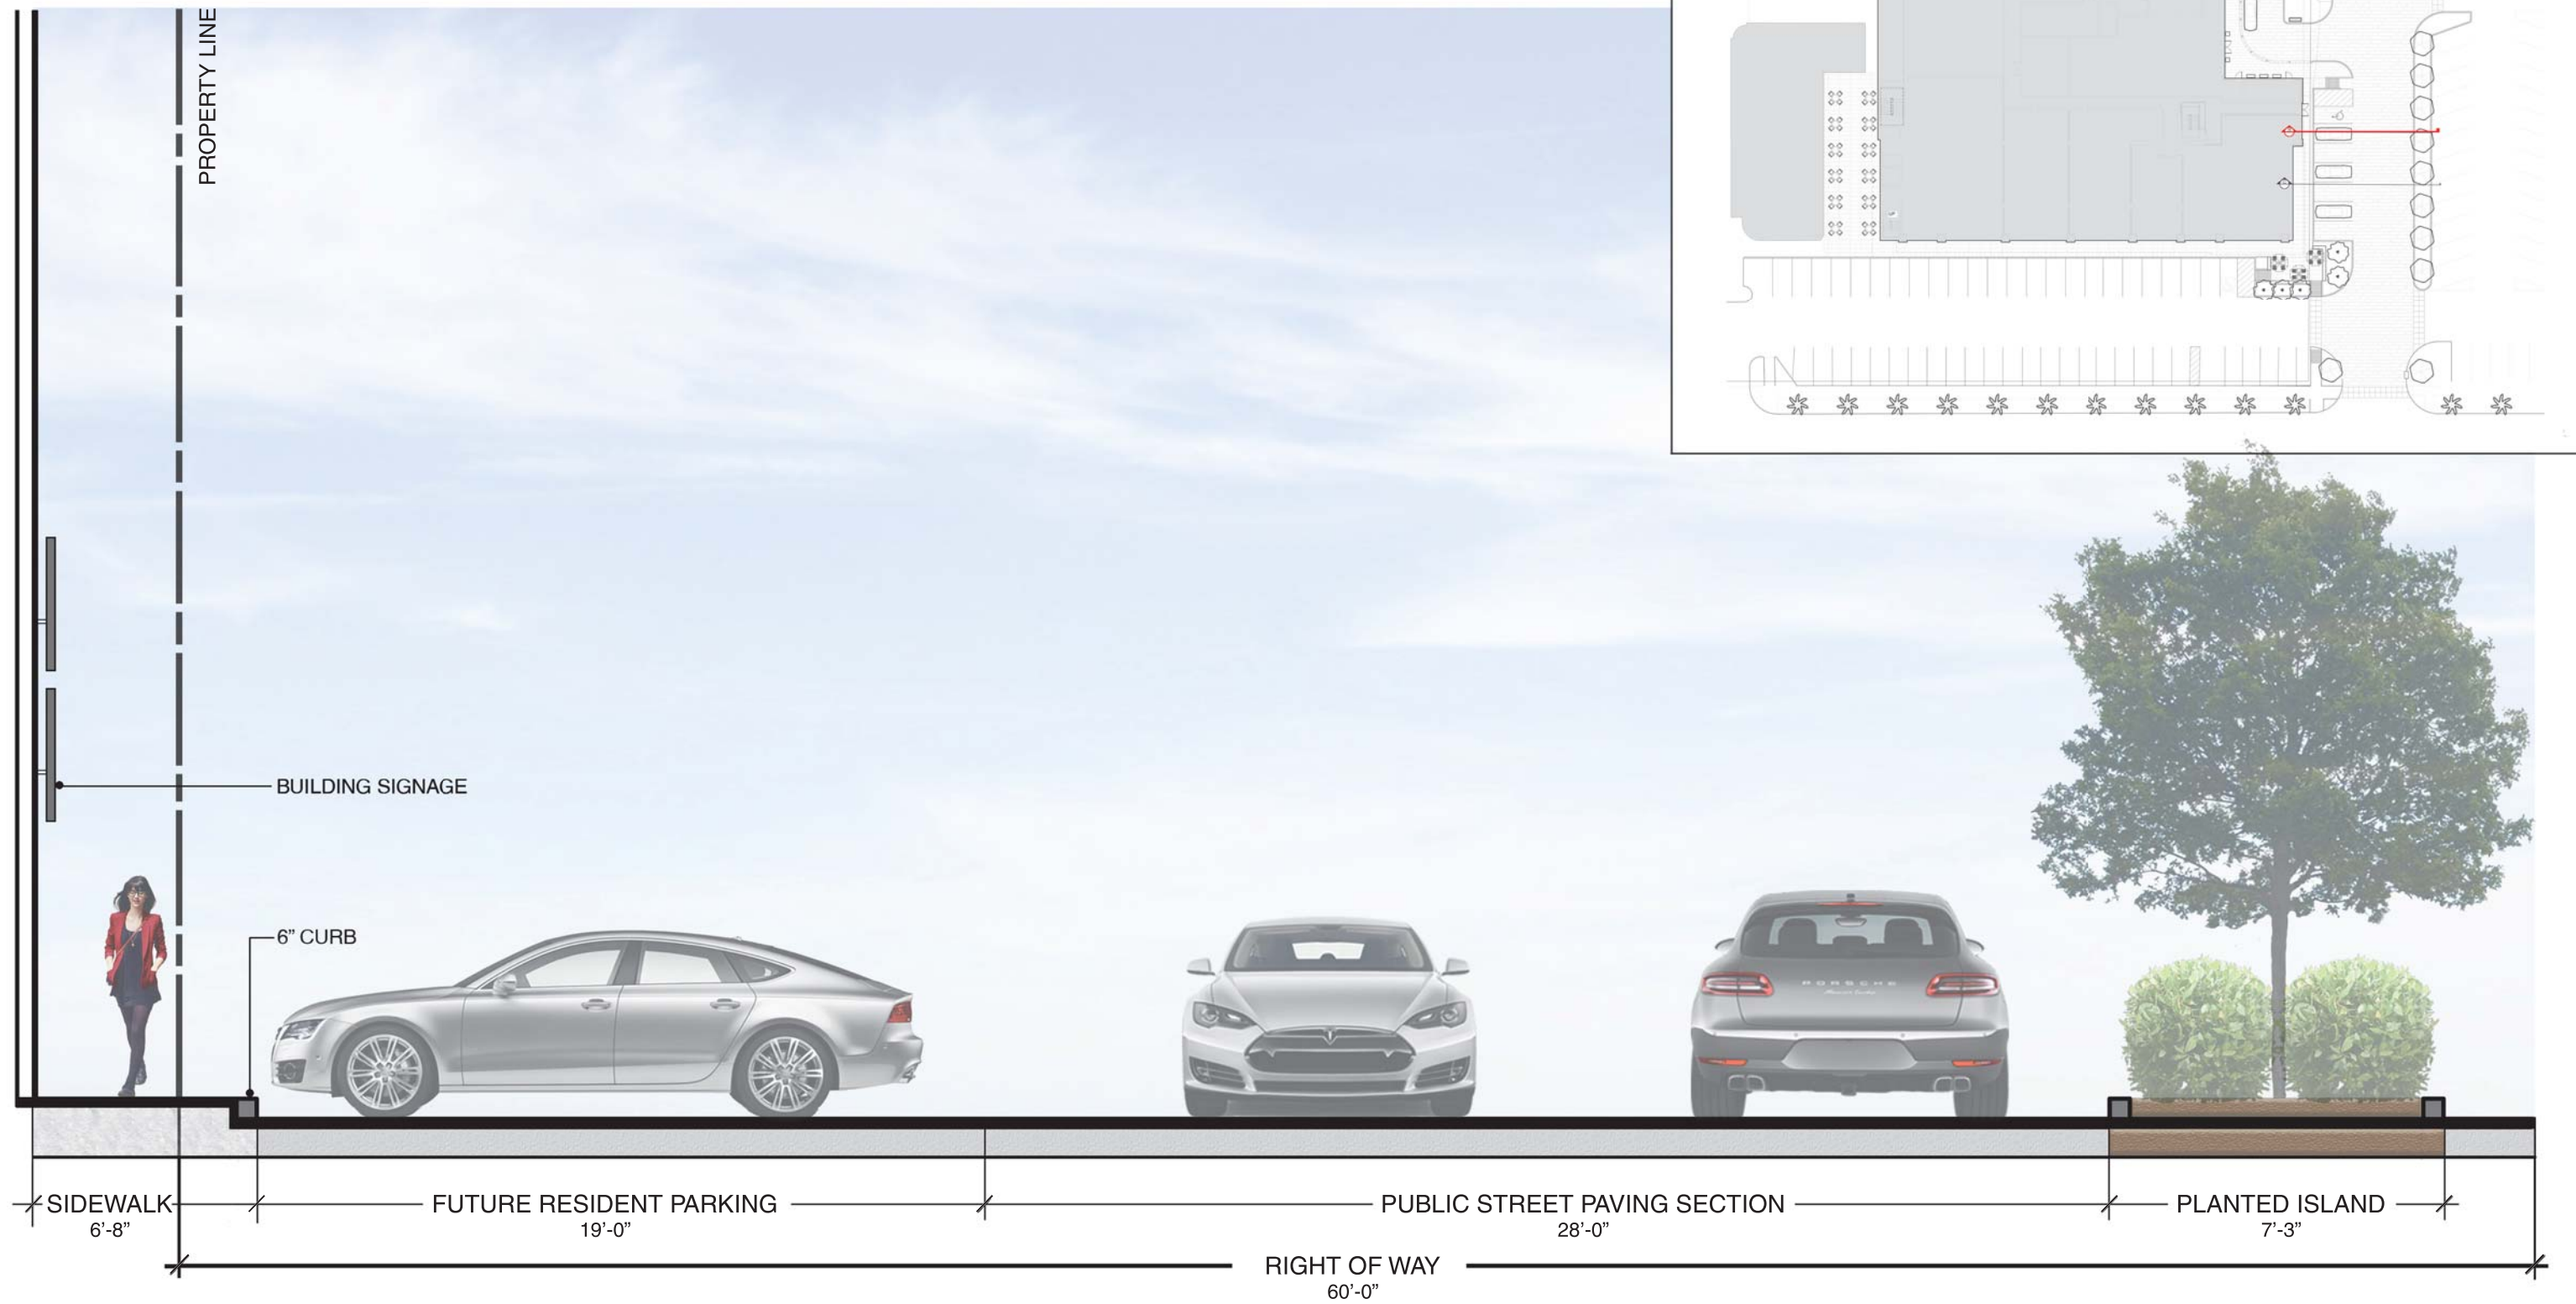 PROPERTY LINE
BUILDING SIGNAGE
6” CURB
PORSCHE
SIDEWALK
6’-8”
FUTURE RESIDENT PARKING
19’-0”
PUBLIC STREET PAVING SECTION
28’-0”
PLANTED ISLAND
7’-3”
RIGHT OF WAY
60’-0”